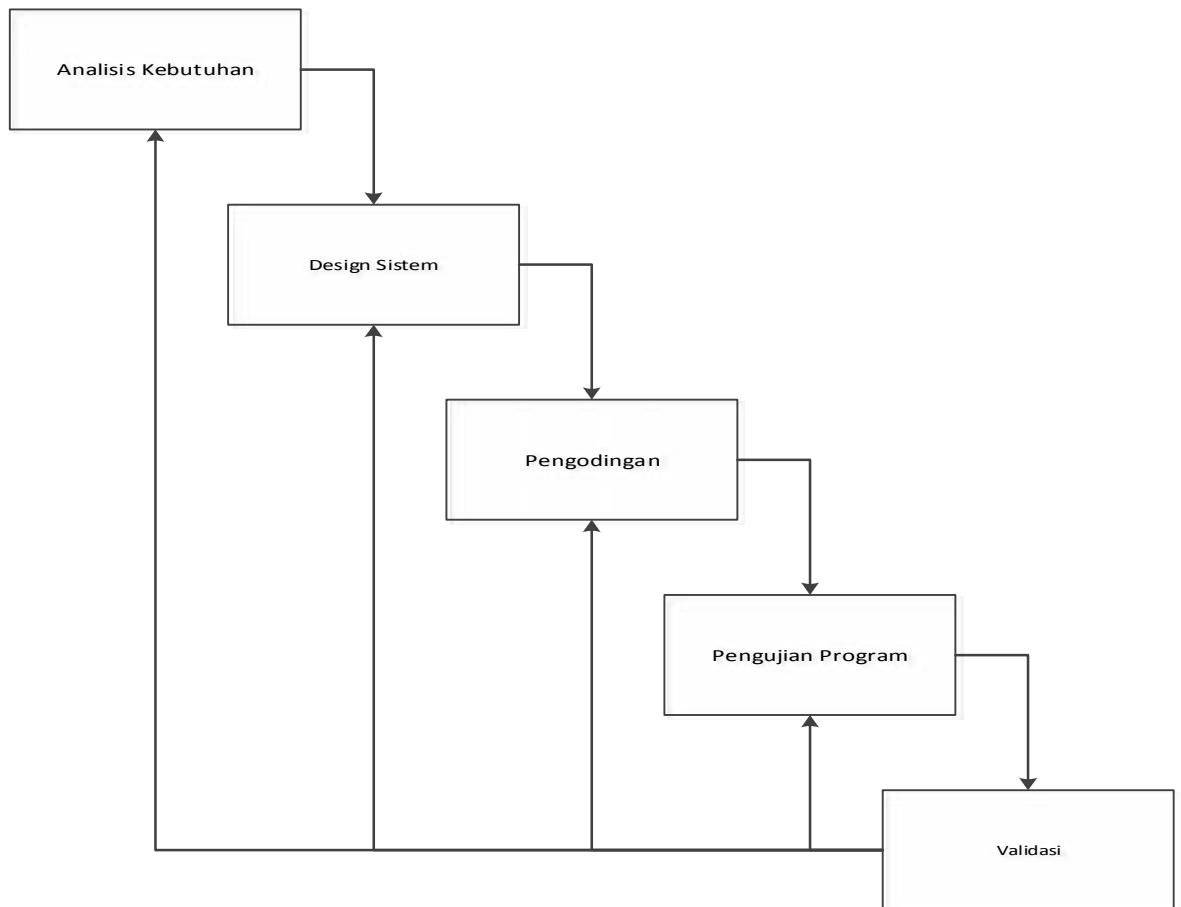 Analisis Kebutuhan
Design Sistem
Pengodingan
Pengujian Program
Validasi